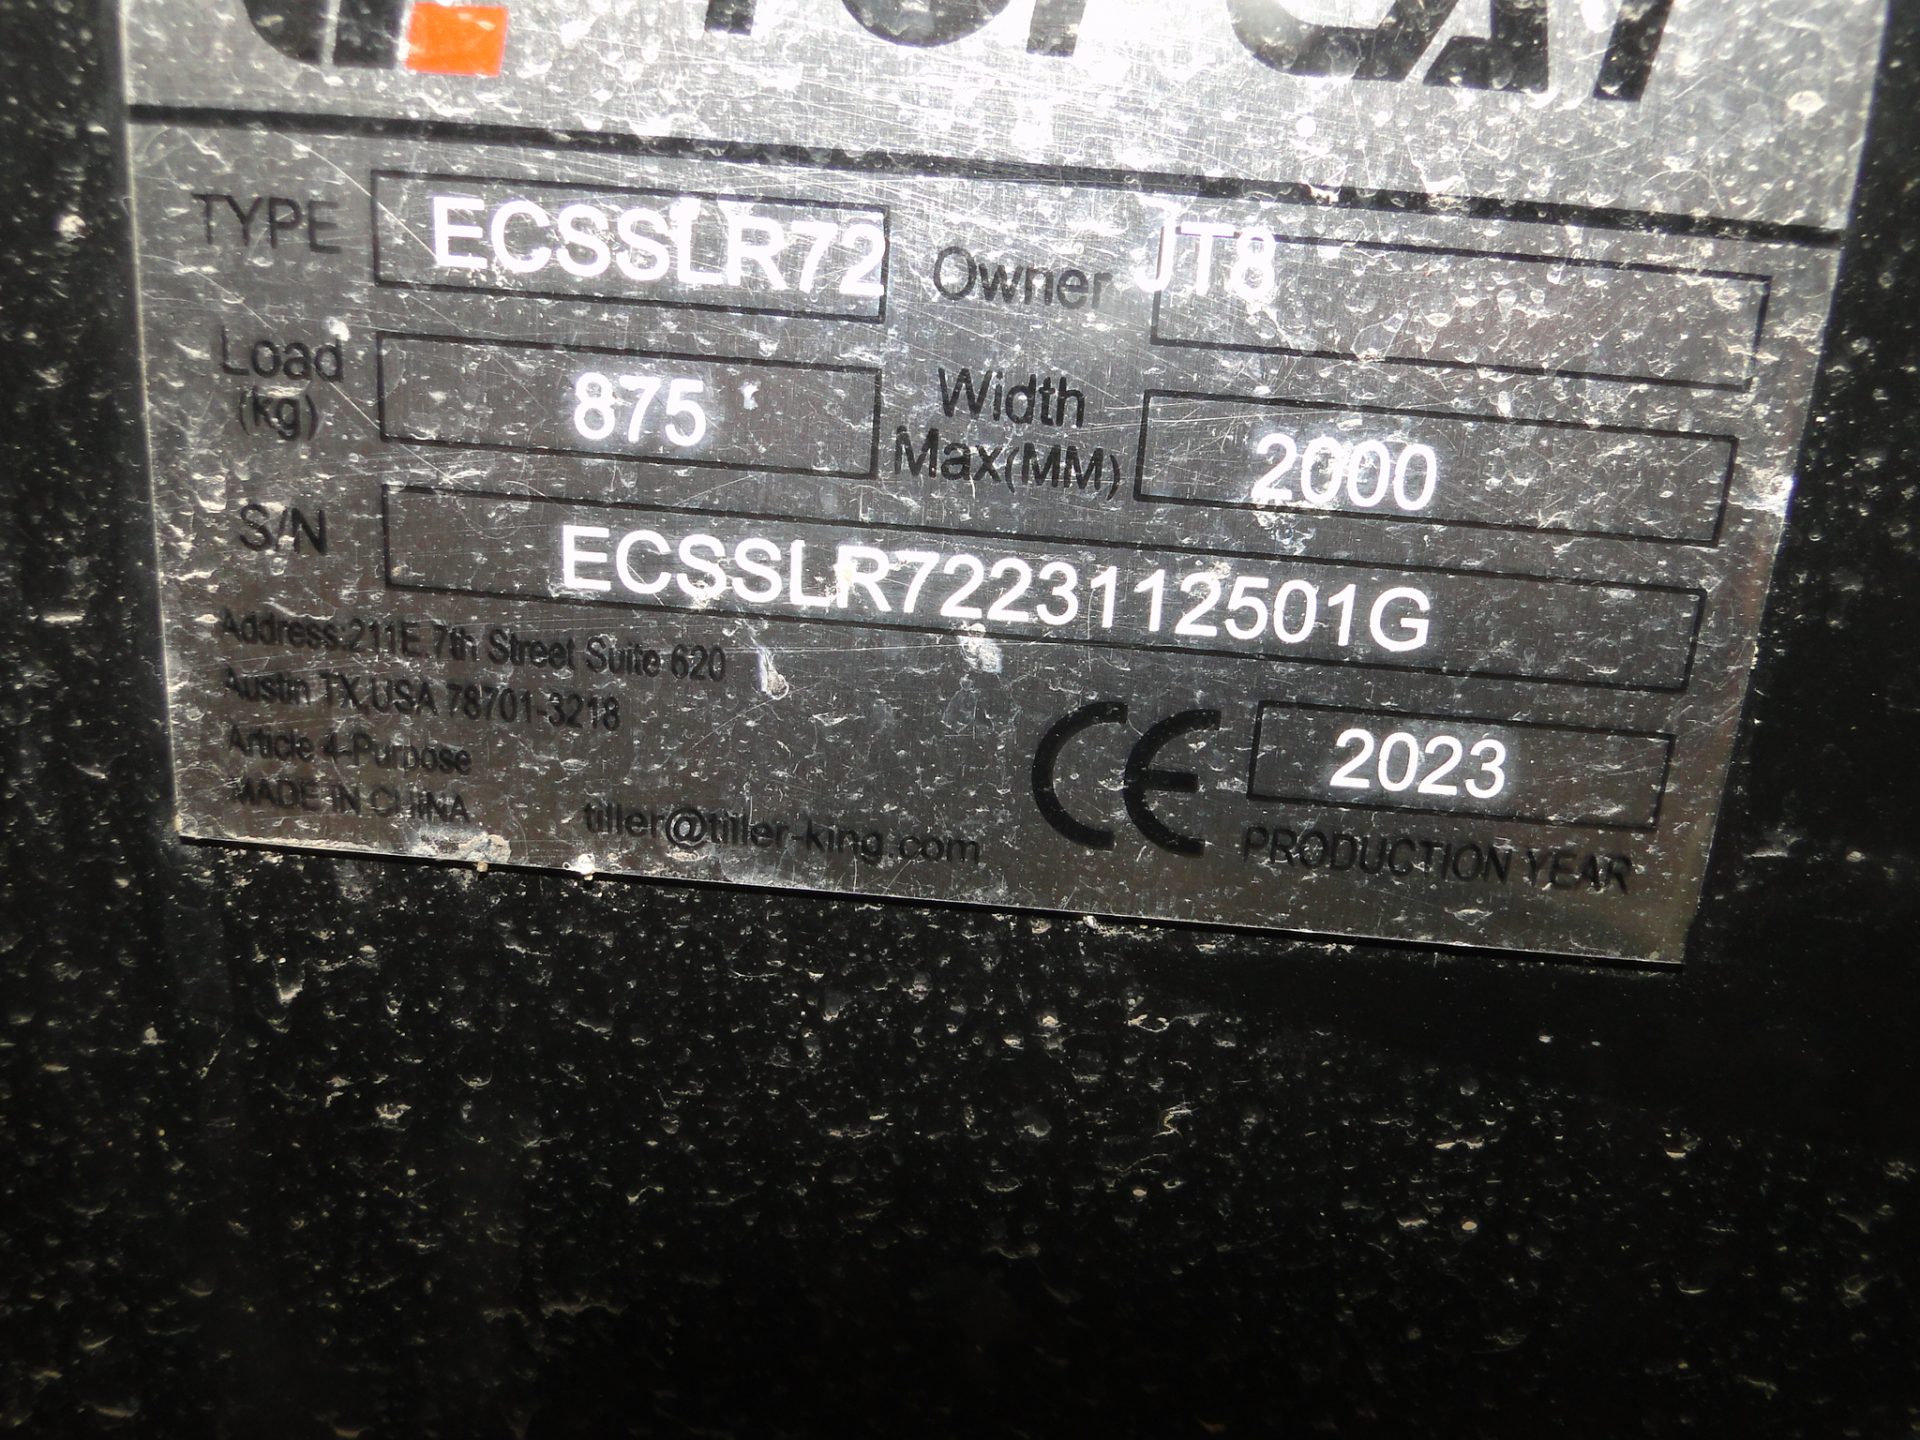 TOPCAT
TYPE ECSSLR72 Owner JT8
Load (kg) 875 Width Max(MM) 2000
S/N ECSSLR7223112501G
Address:211E.7th Street Suite 620
Austin TX,USA 78701-3218
Article 4-Purpose
MADE IN CHINA
tiller@tiller-king.com
CE 2023
PRODUCTION YEAR